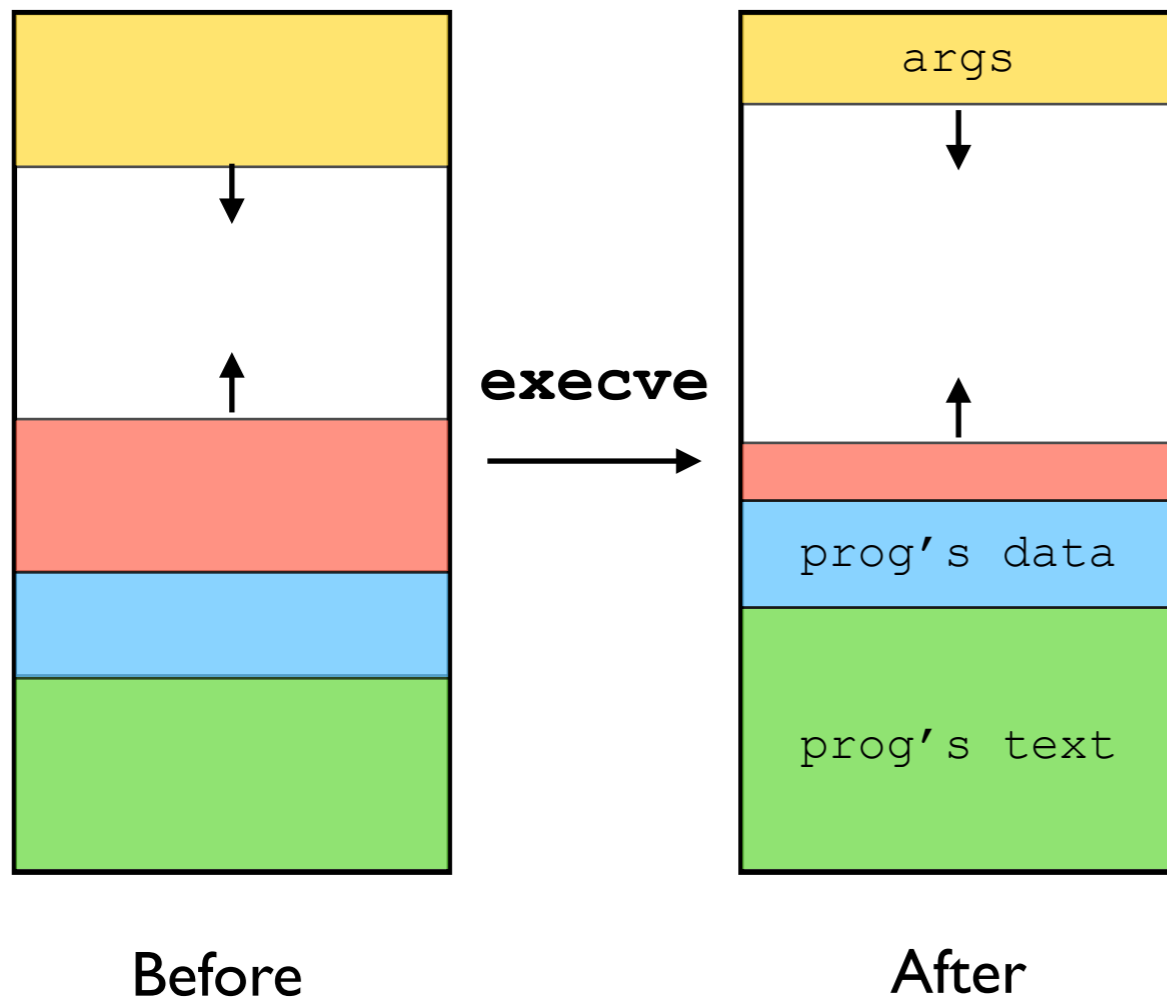 args
execve
prog’s data
prog’s text
Before
After